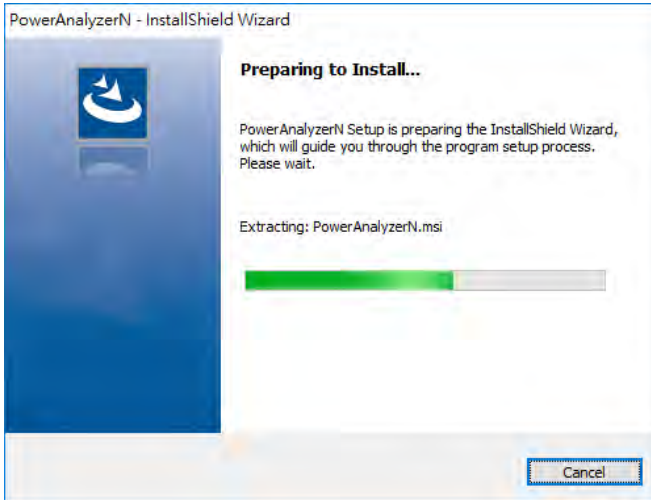 PowerAnalyzerN - InstallShield Wizard
Preparing to Install...
PowerAnalyzerN Setup is preparing the InstallShield Wizard,
which will guide you through the program setup process.
Please wait.
Extracting: PowerAnalyzerN.msi
Cancel